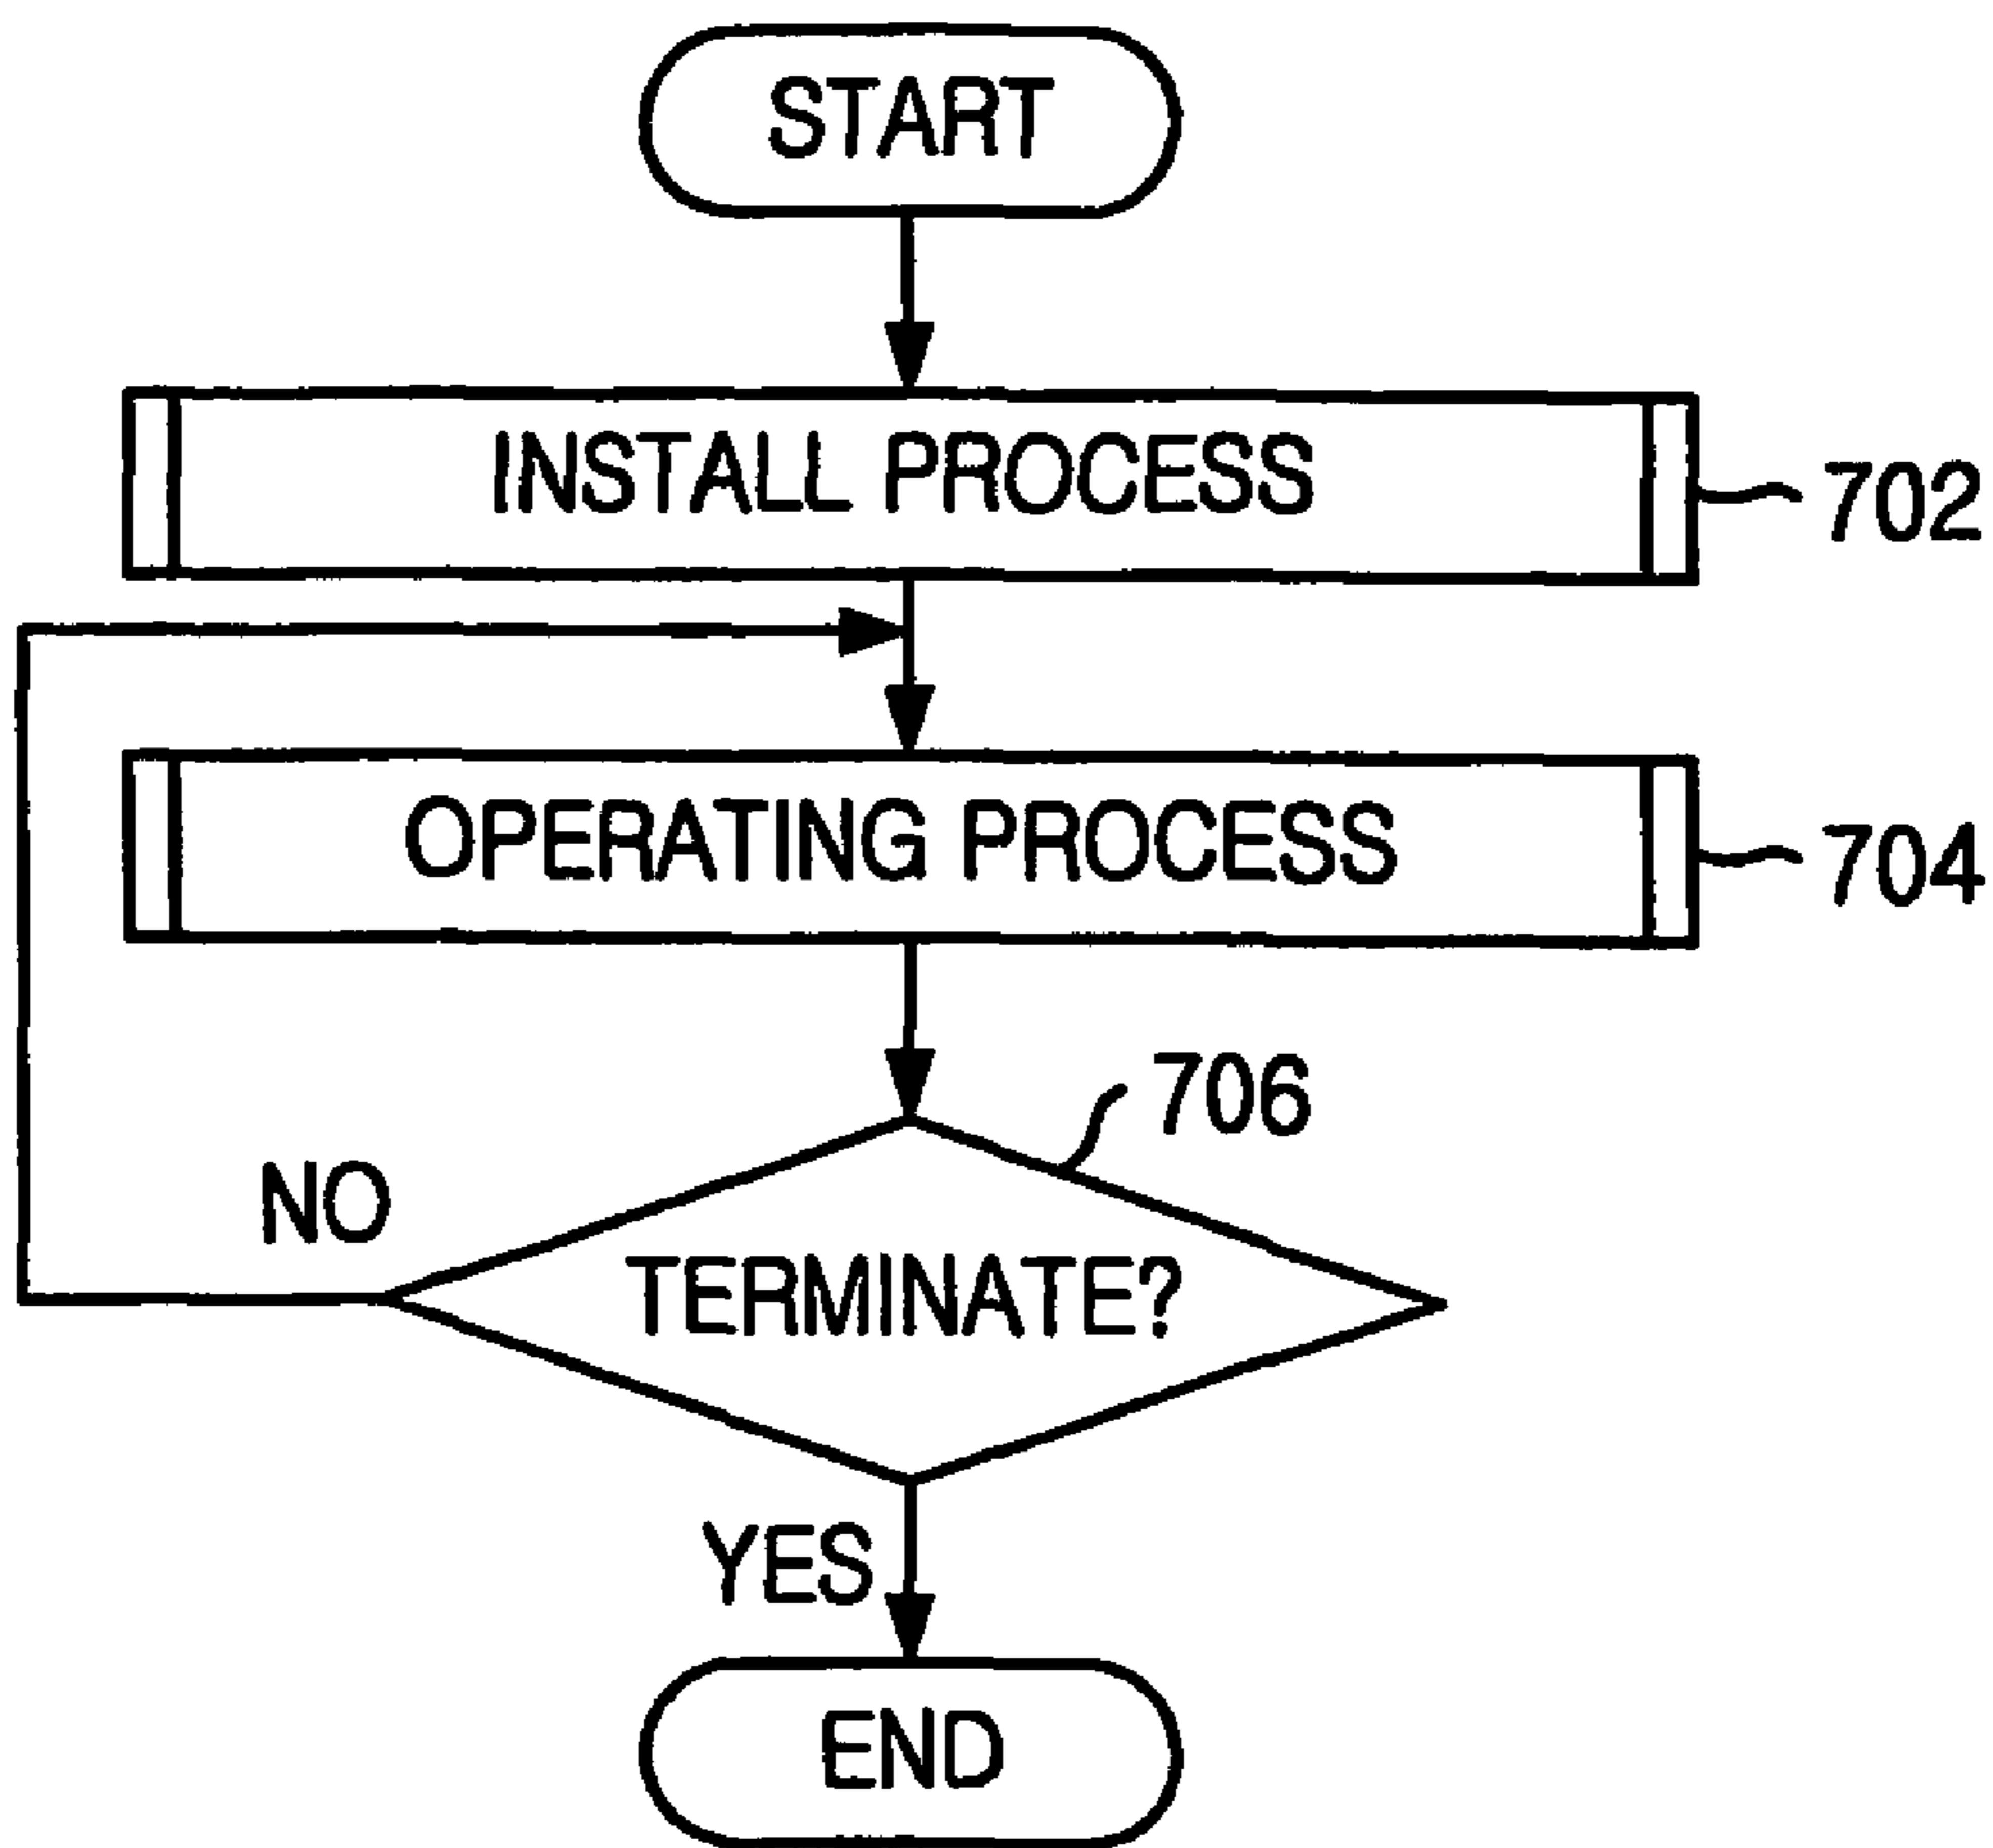 START
INSTALL PROCESS
702
OPERATING PROCESS
704
706
NO
TERMINATE?
YES
END